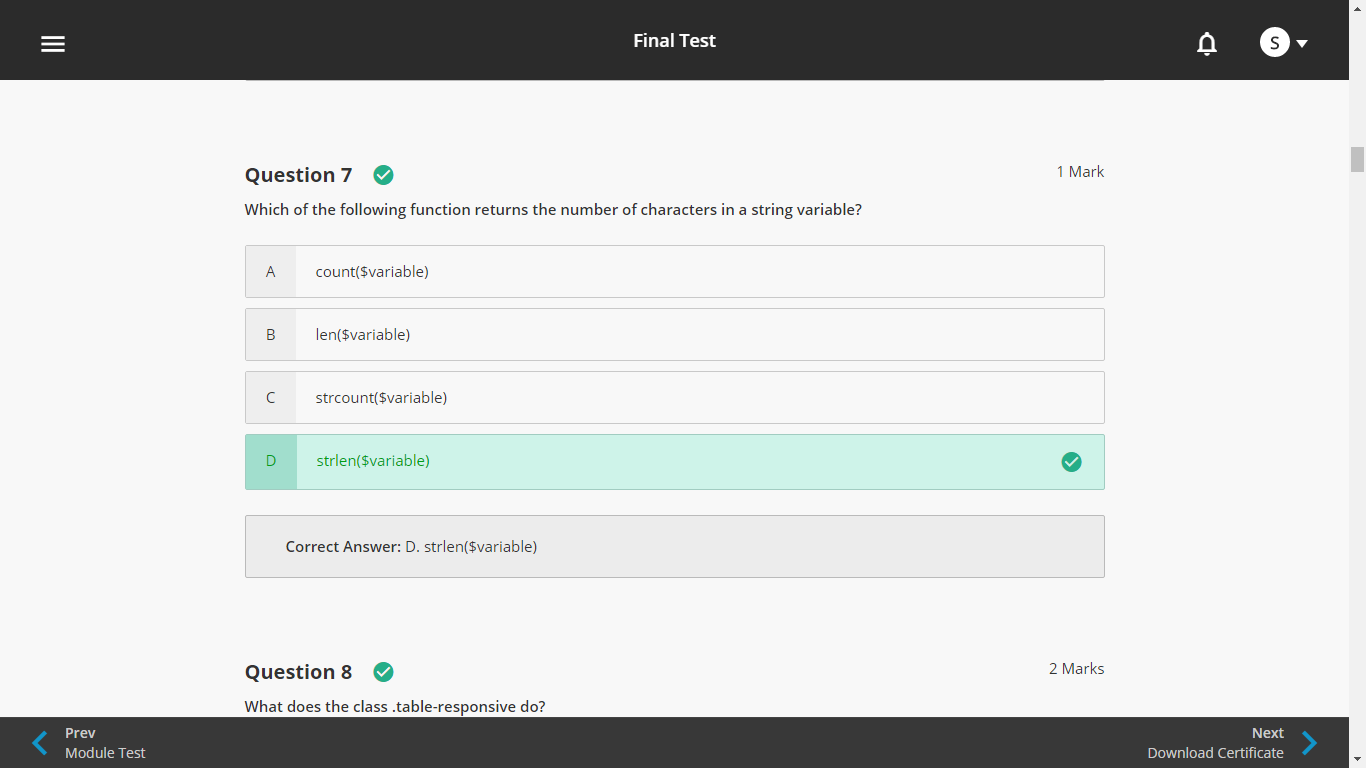 Final Test
S
Question 7
1 Mark
Which of the following function returns the number of characters in a string variable?
A count($variable)
B len($variable)
C strcount($variable)
D strlen($variable)
Correct Answer: D. strlen($variable)
Question 8
2 Marks
What does the class .table-responsive do?
Prev
Module Test
Next
Download Certificate